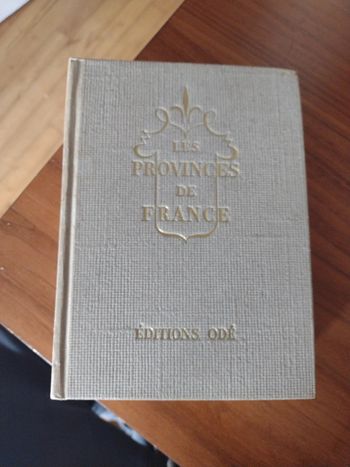 LES
PROVINCES
DE
FRANCE
ÉDITIONS ODÉ